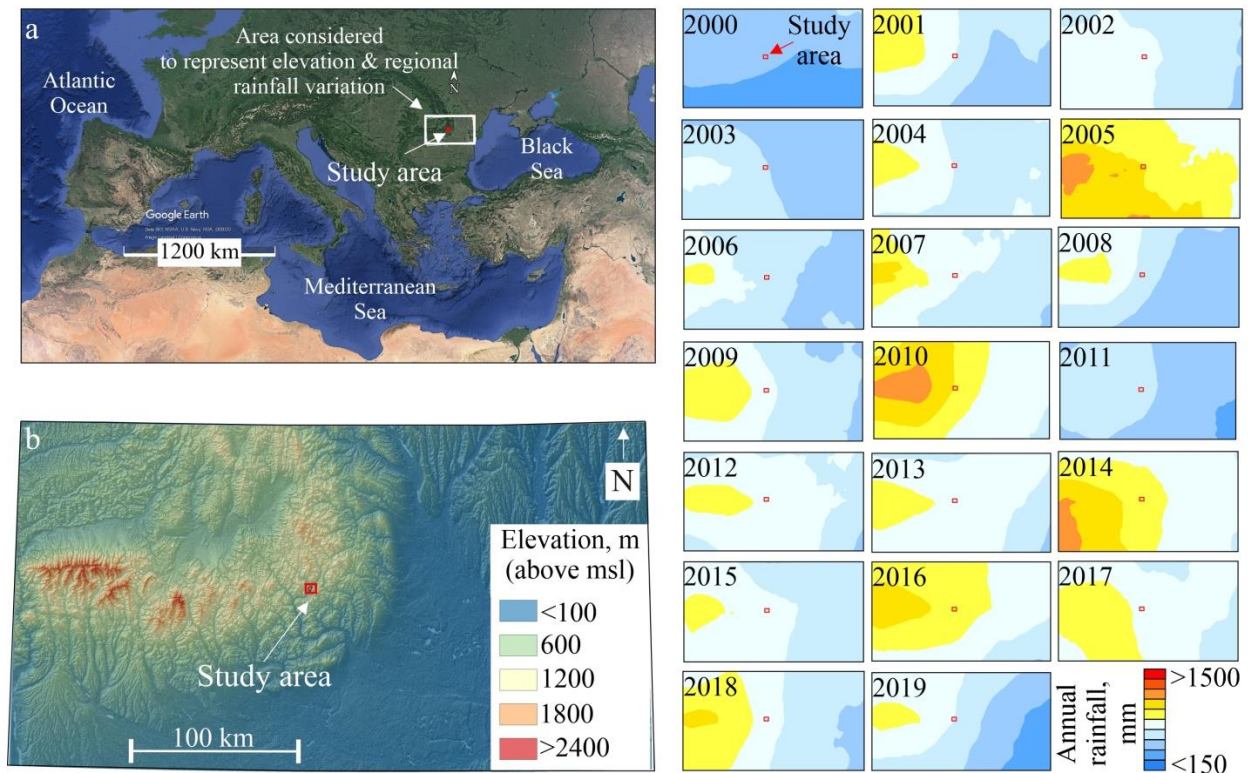 a
Area considered
to represent elevation & regional
rainfall variation
N
Atlantic
Ocean
Study area
Black
Sea
Google Earth
1200 km
Mediterranean
Sea
b
N
Elevation, m
(above msl)
<100
600
1200
1800
>2400
Study area
100 km
2000
Study
area
2001
2002
2003
2004
2005
2006
2007
2008
2009
2010
2011
2012
2013
2014
2015
2016
2017
2018
2019
Annual
rainfall,
mm
>1500
<150